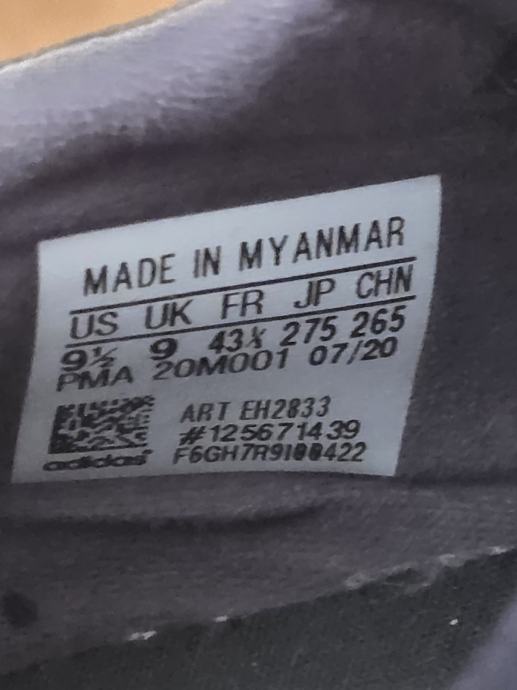 MADE IN MYANMAR
US UK FR JP CHN
9½ 9 43⅓ 275 265
PMA 20M001 07/20
ART EH2833
#125671439
adidas